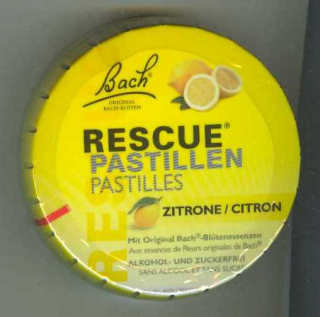 Bach®
ORIGINAL
BACH-BLÜTEN
RESCUE®
PASTILLEN
PASTILLES
ZITRONE / CITRON
Mit Original Bach®-Blütenessenzen
Aux essences de Fleurs originales de Bach®
ALKOHOL- UND ZUCKERFREI
SANS ALCOOL ET SANS SUCRE